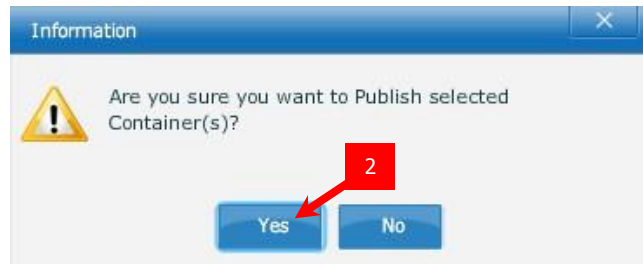 Information
Are you sure you want to Publish selected
Container(s)?
2
Yes No